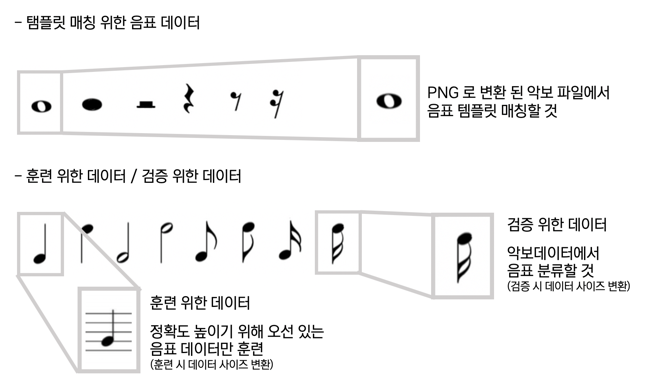 - 탬플릿 매칭 위한 음표 데이터
PNG 로 변환 된 악보 파일에서
음표 템플릿 매칭할 것
- 훈련 위한 데이터 / 검증 위한 데이터
검증 위한 데이터
악보데이터에서
음표 분류할 것
(검증 시 데이터 사이즈 변환)
훈련 위한 데이터
정확도 높이기 위해 오선 있는
음표 데이터만 훈련
(훈련 시 데이터 사이즈 변환)